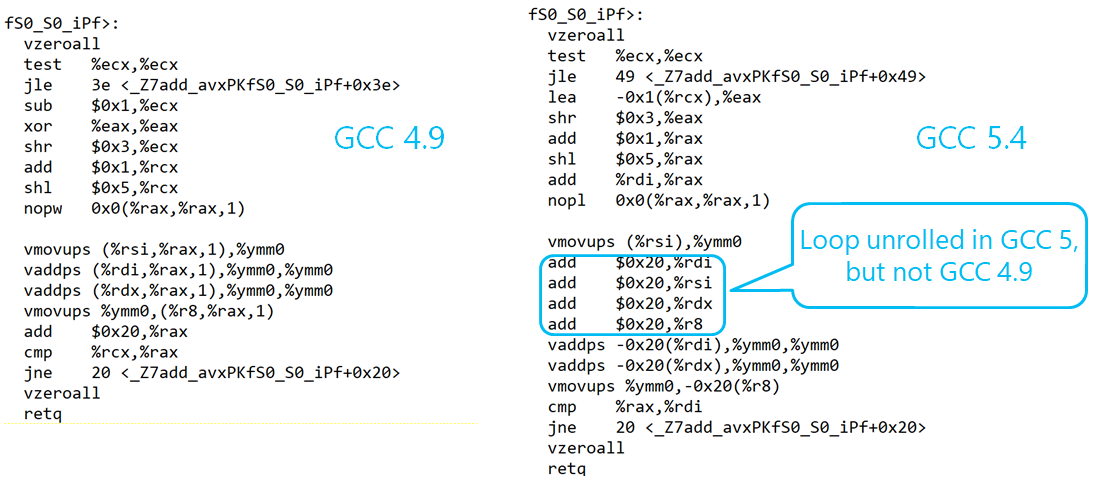 fS0_S0_iPf>:
vzeroall
test %ecx,%ecx
jle 3e <_Z7add_avxPKfS0_S0_iPf+0x3e>
sub $0x1,%ecx
xor %eax,%eax
shr $0x3,%ecx
add $0x1,%rcx
shl $0x5,%rcx
nopw 0x0(%rax,%rax,1)
vmovups (%rsi,%rax,1),%ymm0
vaddps (%rdi,%rax,1),%ymm0,%ymm0
vaddps (%rdx,%rax,1),%ymm0,%ymm0
vmovups %ymm0,(%r8,%rax,1)
add $0x20,%rax
cmp %rcx,%rax
jne 20 <_Z7add_avxPKfS0_S0_iPf+0x20>
vzeroall
retq
GCC 4.9
fS0_S0_iPf>:
vzeroall
test %ecx,%ecx
jle 49 <_Z7add_avxPKfS0_S0_iPf+0x49>
lea -0x1(%rcx),%eax
shr $0x3,%eax
add $0x1,%rax
shl $0x5,%rax
add %rdi,%rax
nopl 0x0(%rax,%rax,1)
vmovups (%rsi),%ymm0
add $0x20,%rdi
add $0x20,%rsi
add $0x20,%rdx
add $0x20,%r8
vaddps -0x20(%rdi),%ymm0,%ymm0
vaddps -0x20(%rdx),%ymm0,%ymm0
vmovups %ymm0,-0x20(%r8)
cmp %rax,%rdi
jne 20 <_Z7add_avxPKfS0_S0_iPf+0x20>
vzeroall
retq
GCC 5.4
Loop unrolled in GCC 5,
but not GCC 4.9